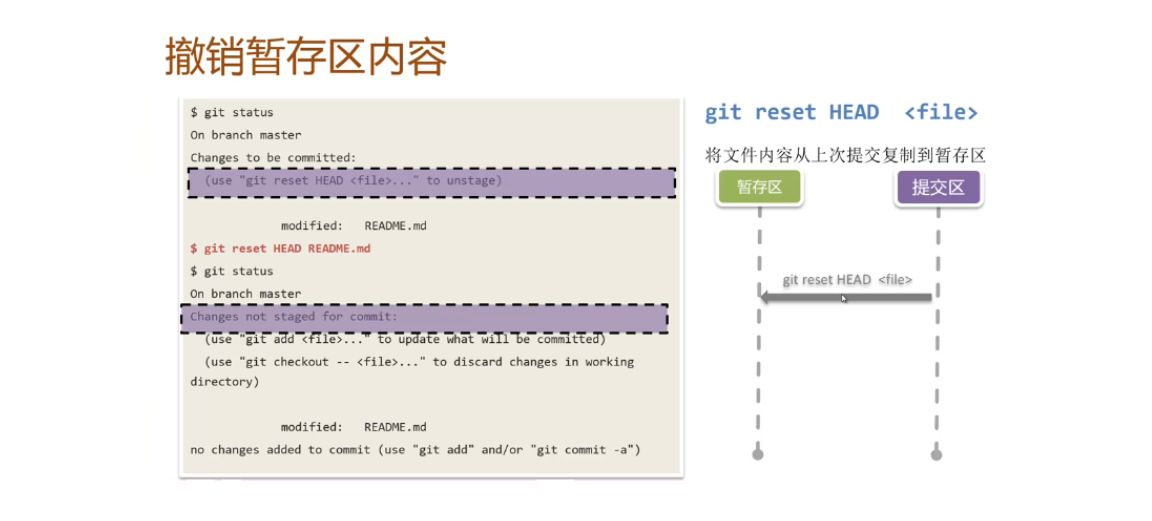 撤销暂存区内容
$ git status
On branch master
Changes to be committed:
(use "git reset HEAD <file>..." to unstage)
modified: README.md
$ git reset HEAD README.md
$ git status
On branch master
Changes not staged for commit:
(use "git add <file>..." to update what will be committed)
(use "git checkout -- <file>..." to discard changes in working
directory)
modified: README.md
no changes added to commit (use "git add" and/or "git commit -a")
git reset HEAD <file>
将文件内容从上次提交复制到暂存区
暂存区
提交区
git reset HEAD <file>